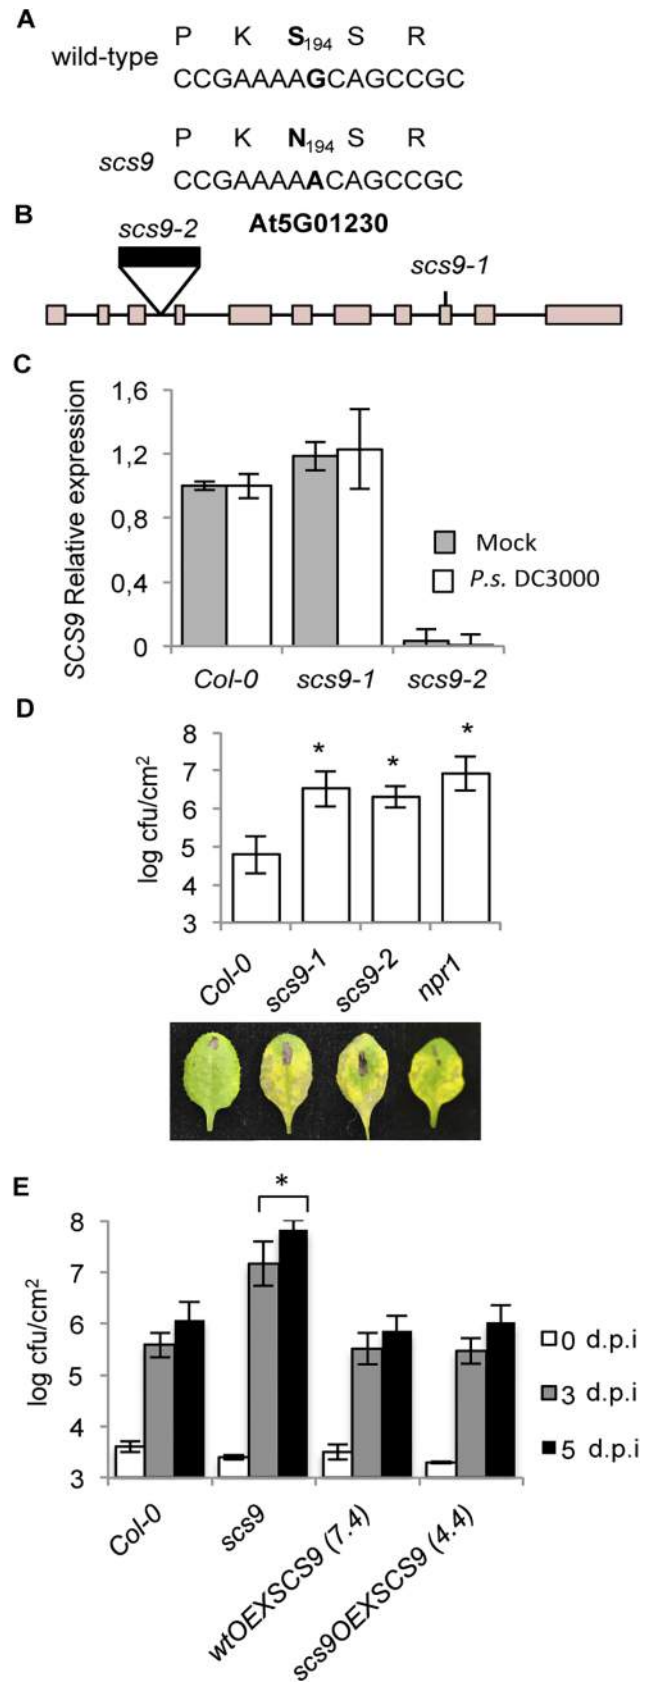 A
P K S194 S R
wild-type
CCGAAAAGCAGCCGC
P K N194 S R
scs9
CCGAAAAACAGCCGC
B
scs9-2
At5G01230
scs9-1
C
SCS9 Relative expression
1,6
1,2
0,8
0,4
0
Mock
P.s. DC3000
Col-0 scs9-1 scs9-2
D
log cfu/cm²
8
7
6
5
4
3
* * *
Col-0 scs9-1 scs9-2 npr1
E
*
log cfu/cm²
8
7
6
5
4
3
0 d.p.i
3 d.p.i
5 d.p.i
Col-0 scs9 wtOEXSCS9 (7.4) scs9OEXSCS9 (4.4)